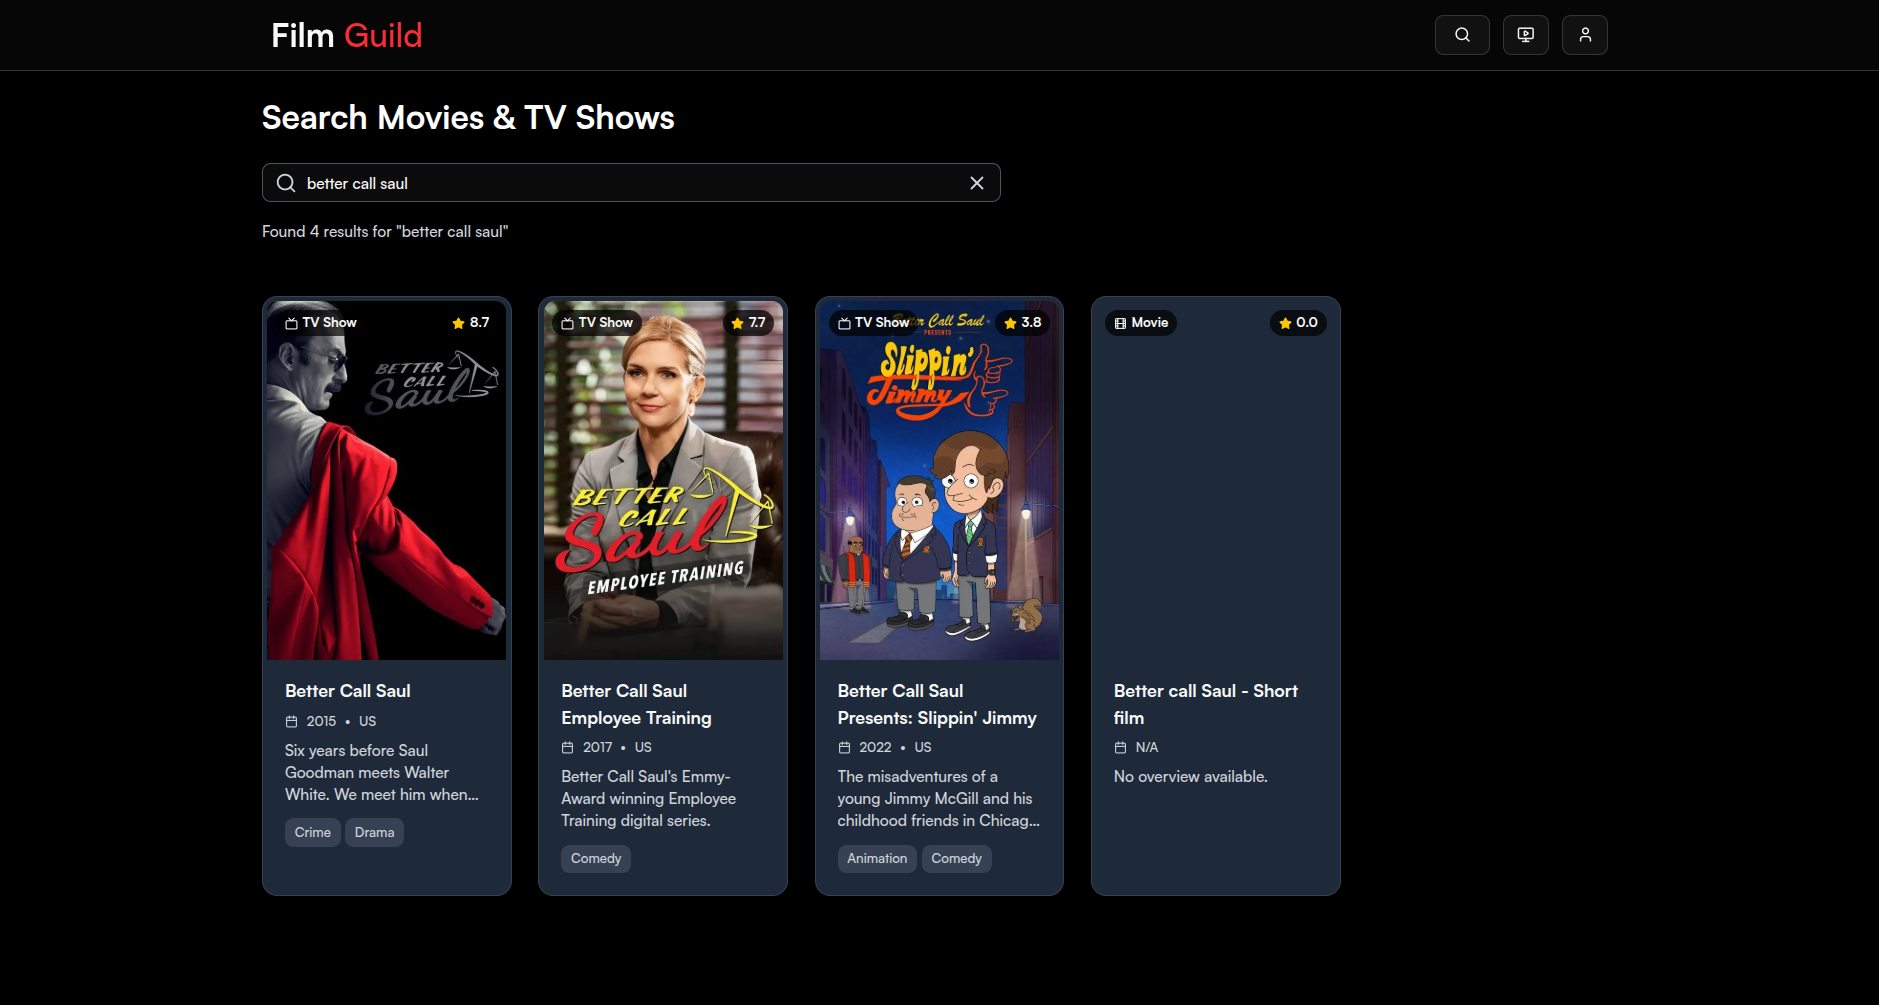 Film Guild
Search Movies & TV Shows
better call saul
Found 4 results for "better call saul"
TV Show
8.7
BETTER
CALL
Saul
Better Call Saul
2015 • US
Six years before Saul
Goodman meets Walter
White. We meet him when...
Crime
Drama
TV Show
7.7
BETTER
CALL
Saul
EMPLOYEE TRAINING
Better Call Saul
Employee Training
2017 • US
Better Call Saul's Emmy-
Award winning Employee
Training digital series.
Comedy
TV Show
3.8
Better Call Saul
PRESENTS
Slippin'
Jimmy
Better Call Saul
Presents: Slippin' Jimmy
2022 • US
The misadventures of a
young Jimmy McGill and his
childhood friends in Chicag...
Animation
Comedy
Movie
0.0
Better call Saul - Short
film
N/A
No overview available.